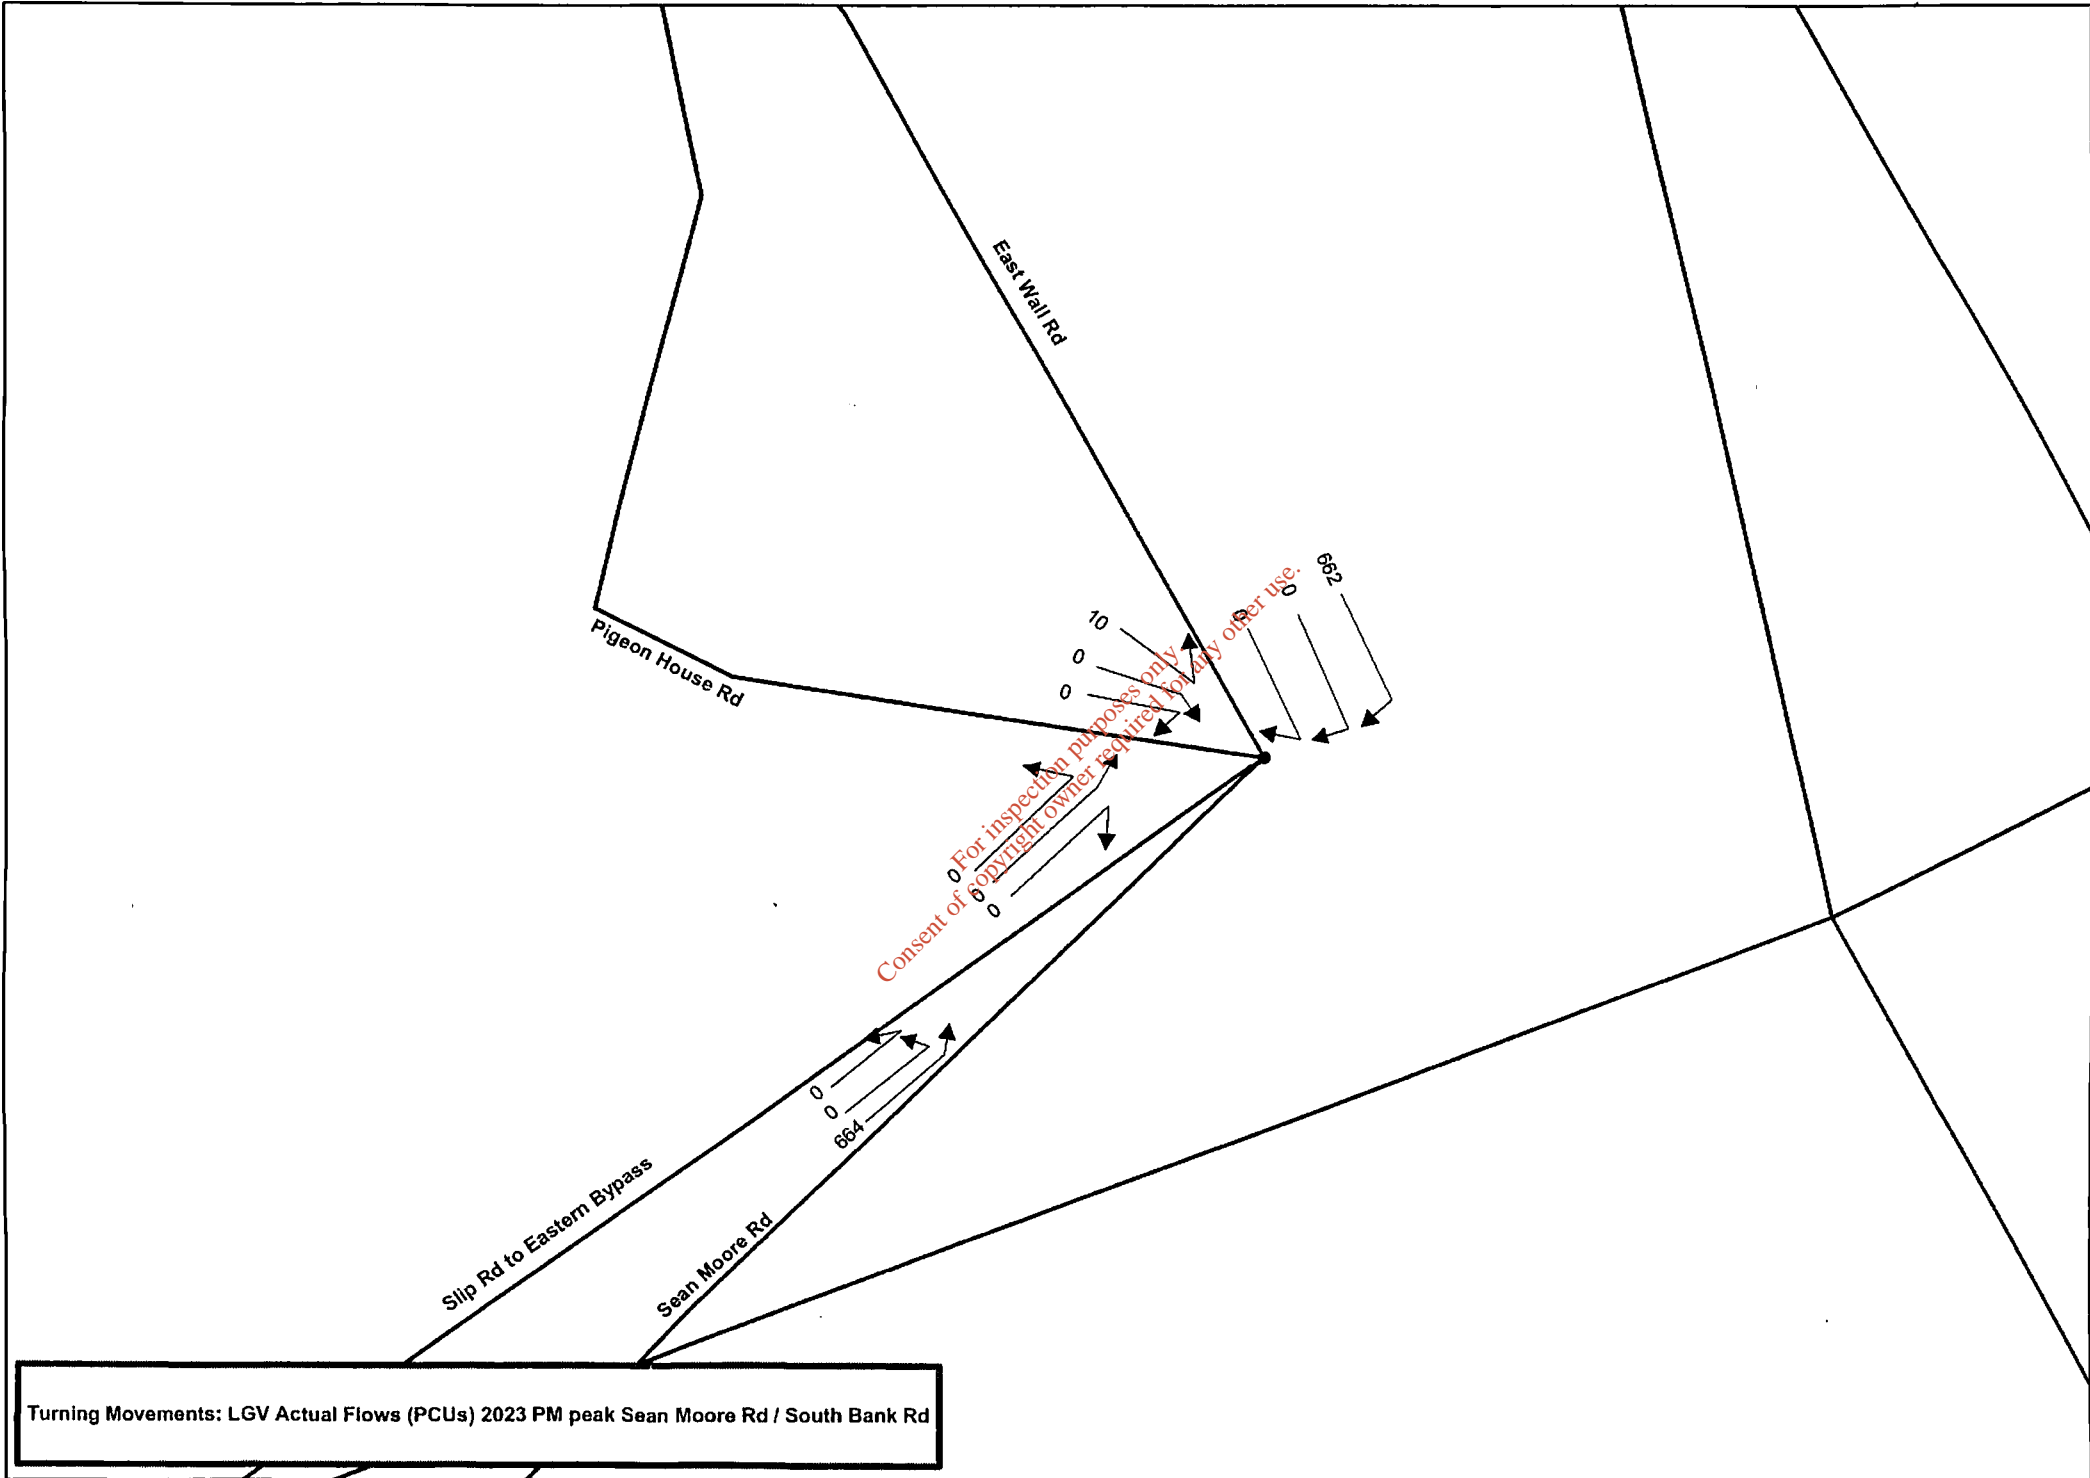 East Wall Rd
662
0
0
10
0
0
Pigeon House Rd
For inspection purposes only.
Consent of copyright owner required for any other use.
0
0
0
0
0
664
Slip Rd to Eastern Bypass
Sean Moore Rd
Turning Movements: LGV Actual Flows (PCUs) 2023 PM peak Sean Moore Rd / South Bank Rd